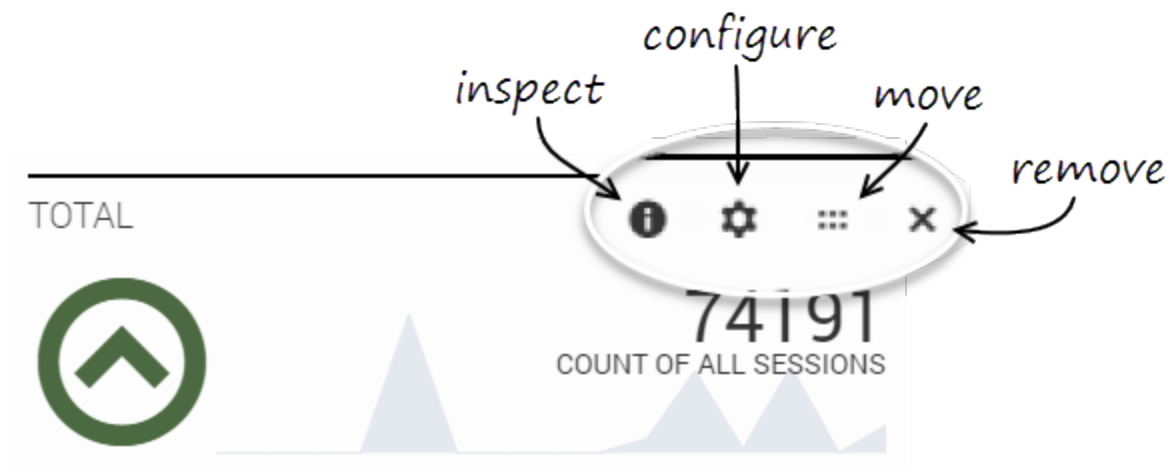 configure
inspect
move
remove
TOTAL
74191
COUNT OF ALL SESSIONS